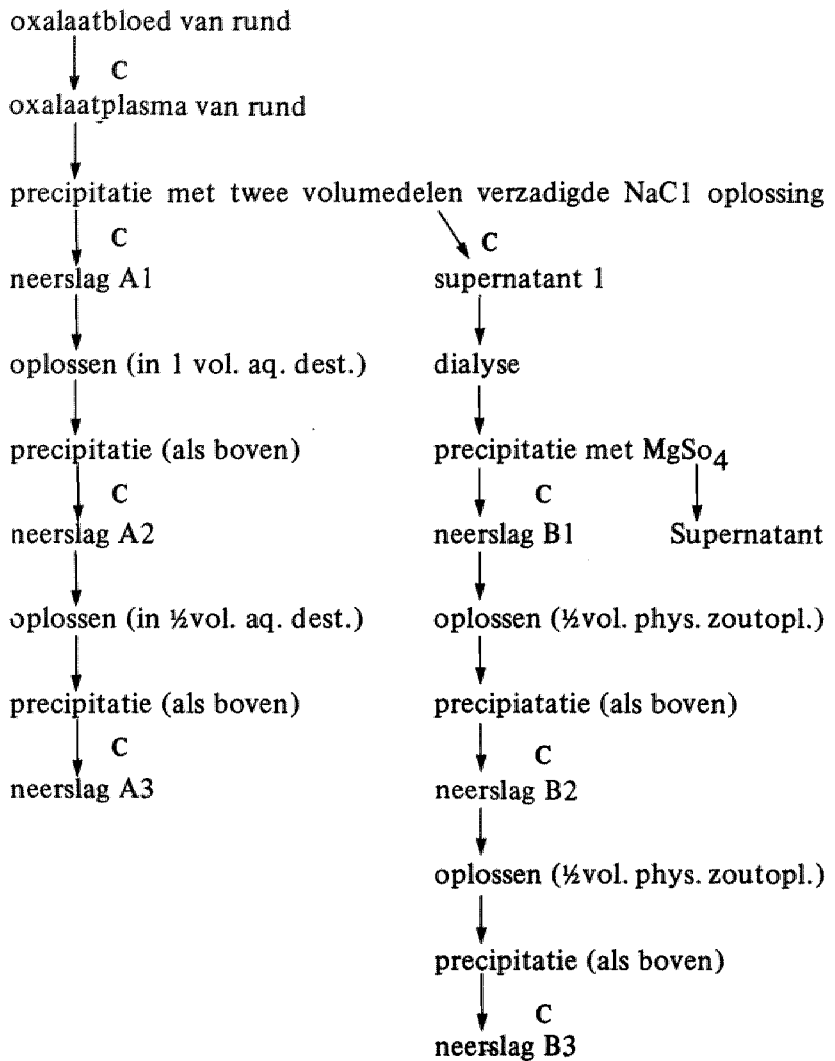 oxalaatbloed van rund
C
oxalaatplasma van rund
precipitatie met twee volumedelen verzadigde NaCl oplossing
C C
neerslag A1 supernatant 1
oplossen (in 1 vol. aq. dest.) dialyse
precipitatie (als boven) precipitatie met MgSo4
C C
neerslag A2 neerslag B1 Supernatant
oplossen (in ½vol. aq. dest.) oplossen (½vol. phys. zoutopl.)
precipitatie (als boven) precipiatatie (als boven)
C C
neerslag A3 neerslag B2
oplossen (½vol. phys. zoutopl.)
precipitatie (als boven)
C
neerslag B3